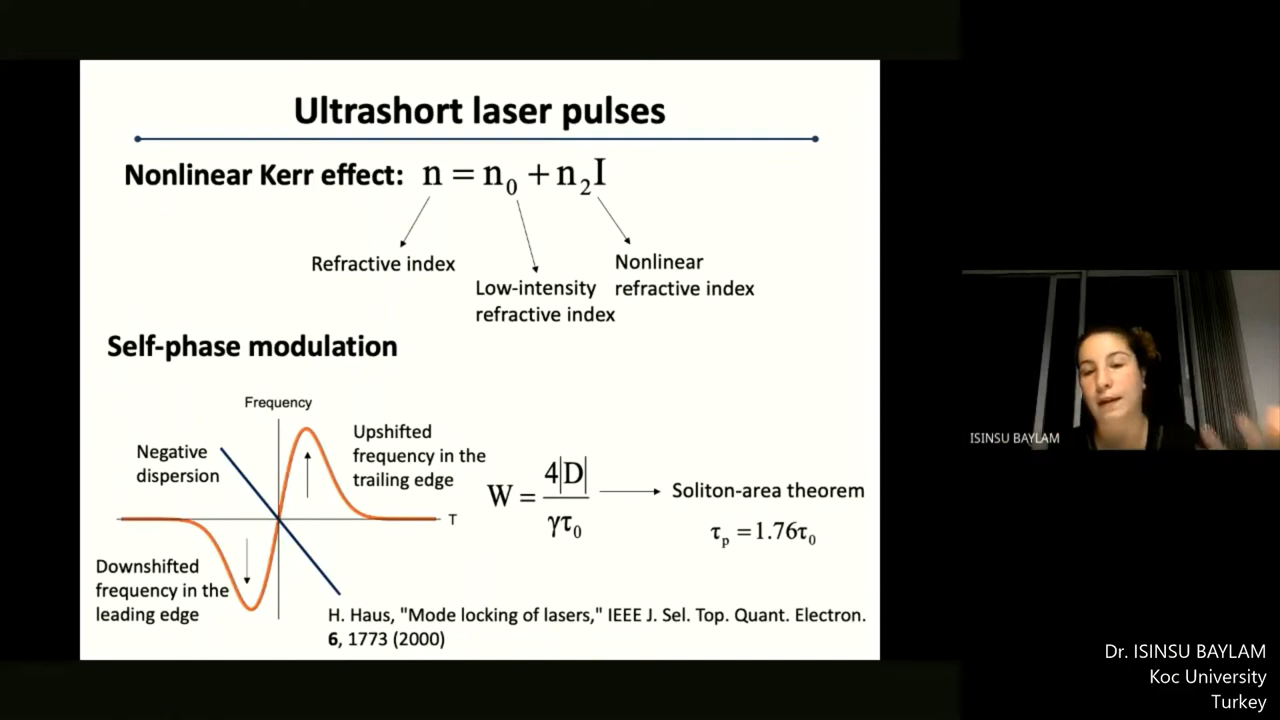 Ultrashort laser pulses
Nonlinear Kerr effect: n = n₀ + n₂I
Refractive index
Low-intensity
refractive index
Nonlinear
refractive index
Self-phase modulation
Frequency
Negative
dispersion
Upshifted
frequency in the
trailing edge
T
Downshifted
frequency in the
leading edge
W = 4|D| / γτ₀
Soliton-area theorem
τₚ = 1.76τ₀
H. Haus, "Mode locking of lasers," IEEE J. Sel. Top. Quant. Electron.
6, 1773 (2000)
ISINSU BAYLAM
Dr. ISINSU BAYLAM
Koc University
Turkey